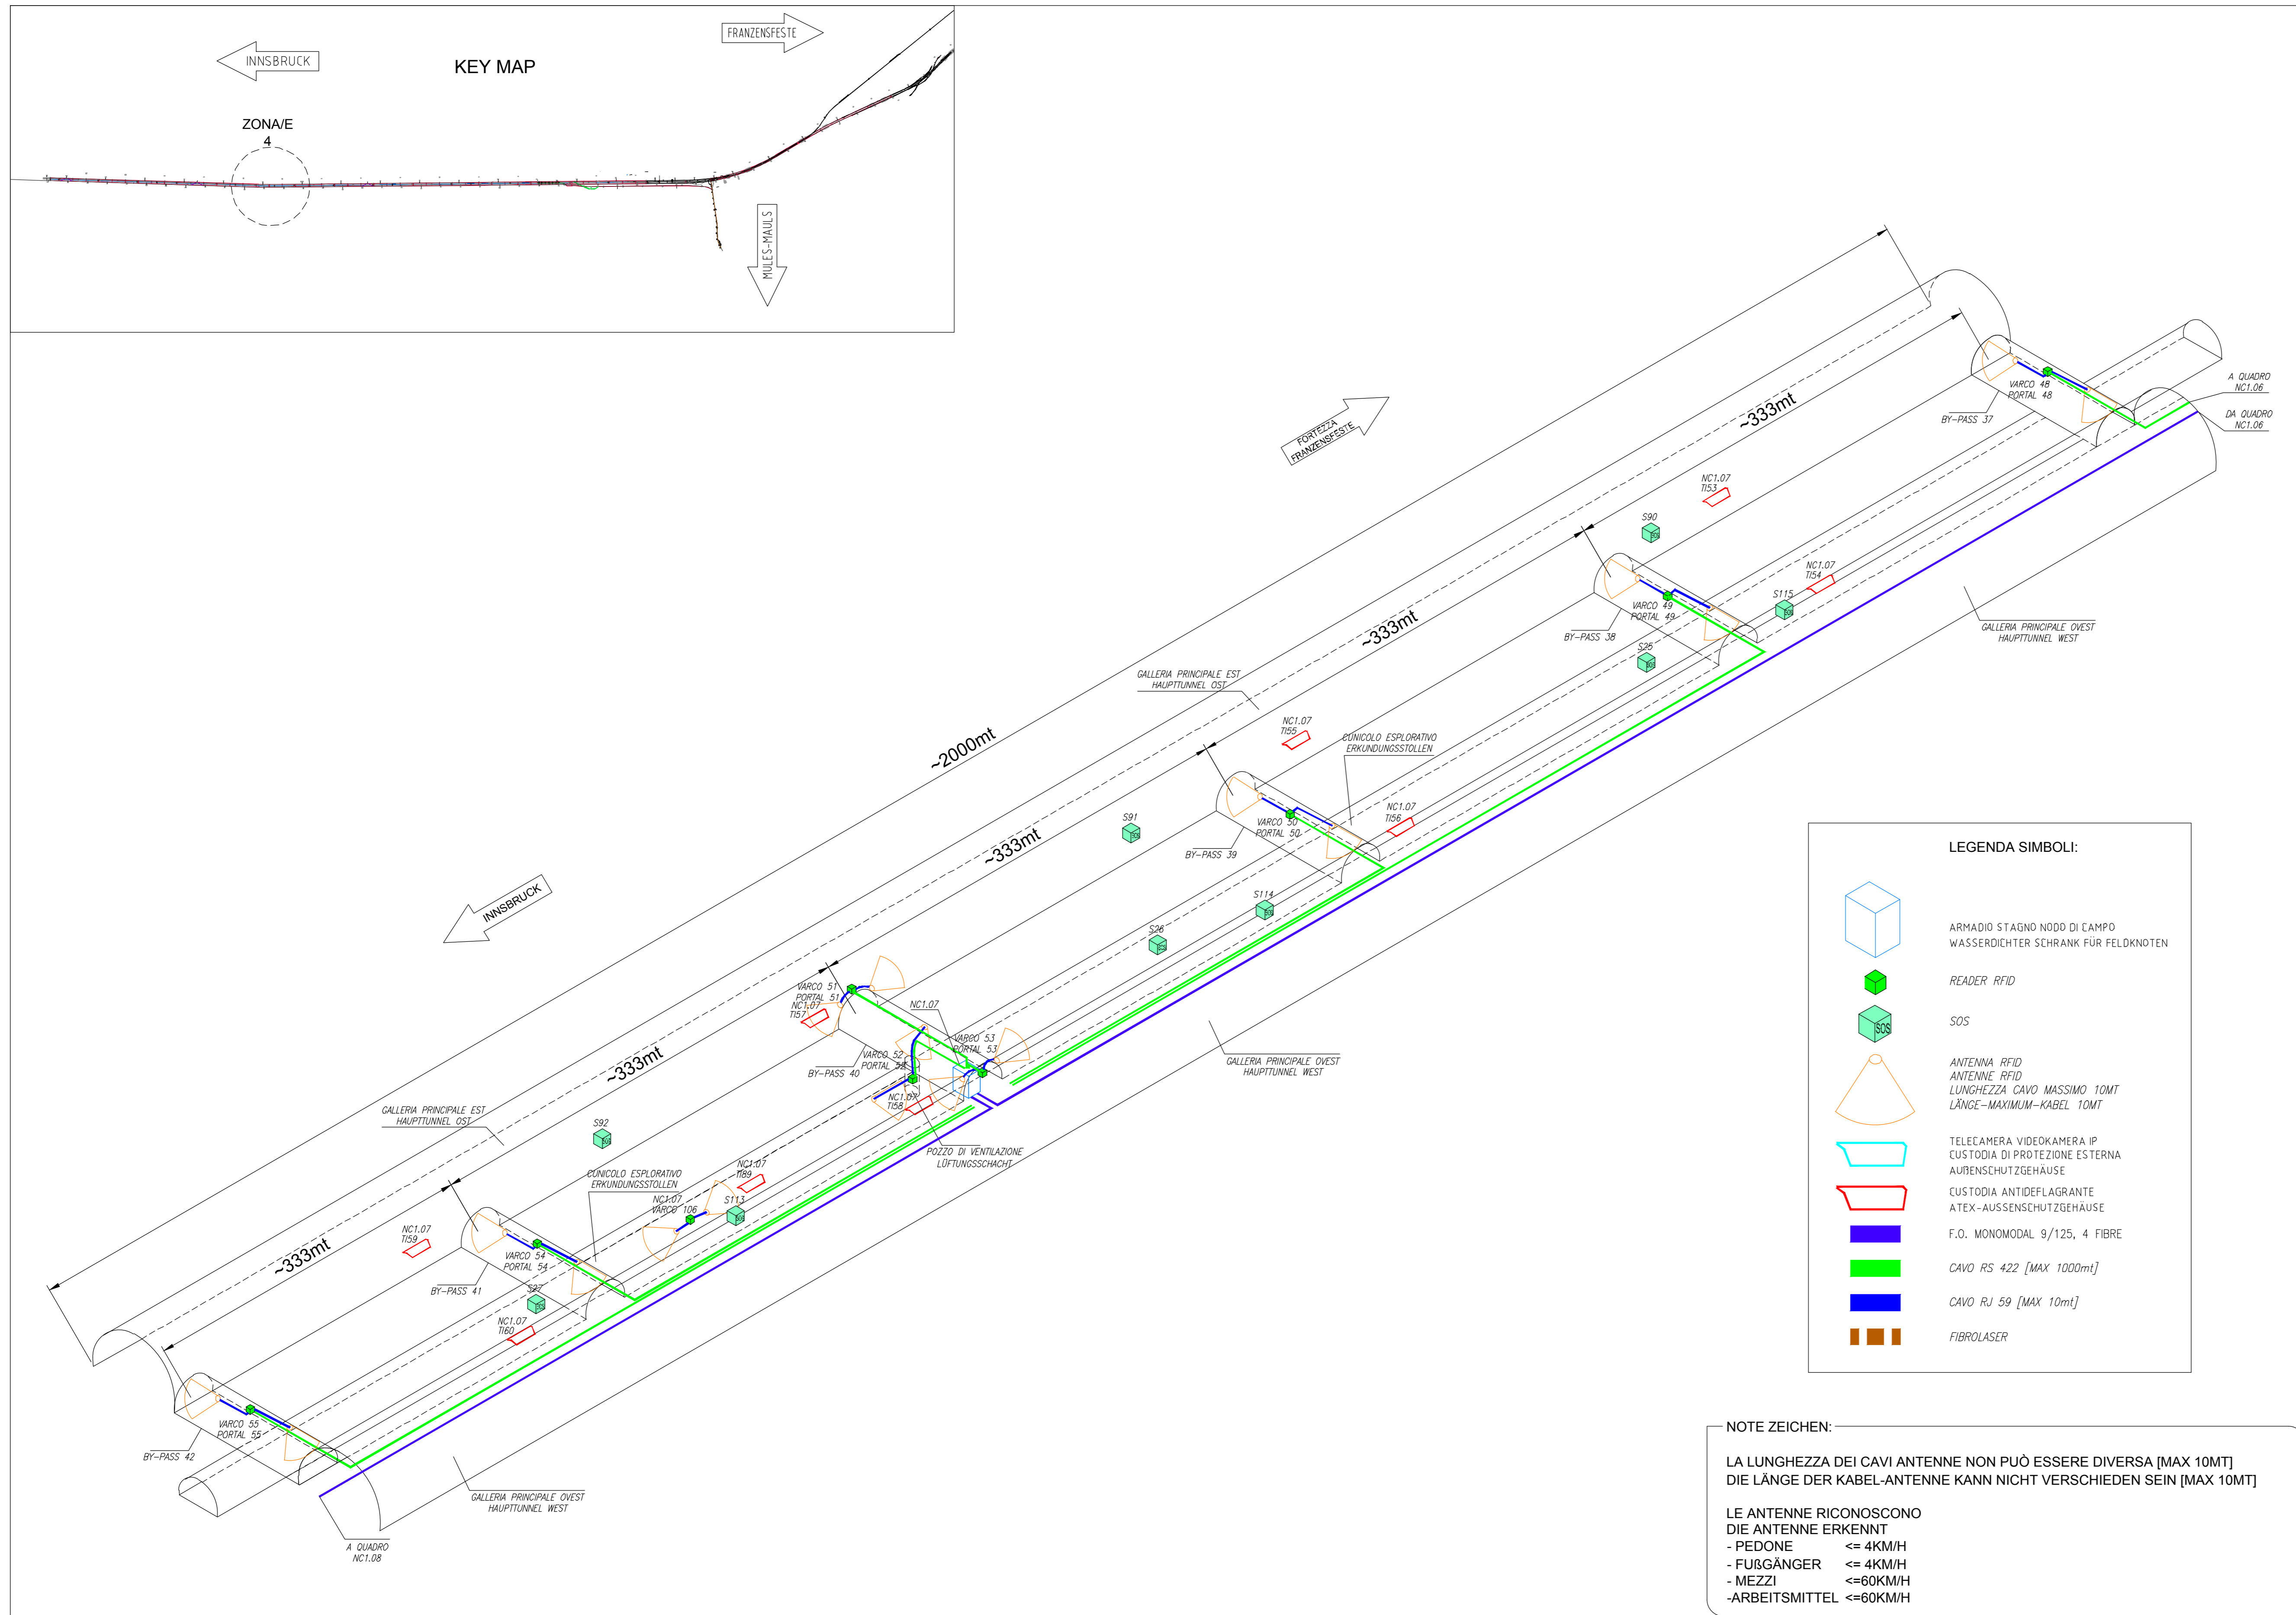 INNSBRUCK
KEY MAP
FRANZENSFESTE
ZONA/E
4
MULES-MAULS
~2000mt
~333mt
~333mt
~333mt
~333mt
~333mt
~333mt
FORTEZZA
FRANZENSFESTE
INNSBRUCK
VARCO 48
PORTAL 48
BY-PASS 37
A QUADRO
NC1.06
DA QUADRO
NC1.06
NC1.07
TI53
S90
NC1.07
TI54
S115
VARCO 49
PORTAL 49
BY-PASS 38
S25
GALLERIA PRINCIPALE OVEST
HAUPTTUNNEL WEST
GALLERIA PRINCIPALE EST
HAUPTTUNNEL OST
NC1.07
TI55
CUNICOLO ESPLORATIVO
ERKUNDUNGSSTOLLEN
S91
VARCO 50
PORTAL 50
NC1.07
TI56
BY-PASS 39
S114
S26
VARCO 51
PORTAL 51
NC1.07
TI57
NC1.07
VARCO 53
PORTAL 53
VARCO 52
PORTAL 52
BY-PASS 40
NC1.07
TI58
GALLERIA PRINCIPALE OVEST
HAUPTTUNNEL WEST
GALLERIA PRINCIPALE EST
HAUPTTUNNEL OST
S92
POZZO DI VENTILAZIONE
LÜFTUNGSSCHACHT
CUNICOLO ESPLORATIVO
ERKUNDUNGSSTOLLEN
NC1.07
TI89
NC1.07
VARCO 106
S113
NC1.07
TI59
VARCO 54
PORTAL 54
BY-PASS 41
S27
NC1.07
TI60
VARCO 55
PORTAL 55
BY-PASS 42
GALLERIA PRINCIPALE OVEST
HAUPTTUNNEL WEST
A QUADRO
NC1.08
LEGENDA SIMBOLI:
ARMADIO STAGNO NODO DI CAMPO
WASSERDICHTER SCHRANK FÜR FELDKNOTEN
READER RFID
SOS
SOS
ANTENNA RFID
ANTENNE RFID
LUNGHEZZA CAVO MASSIMO 10MT
LÄNGE-MAXIMUM-KABEL 10MT
TELECAMERA VIDEOKAMERA IP
CUSTODIA DI PROTEZIONE ESTERNA
AUßENSCHUTZGEHÄUSE
CUSTODIA ANTIDEFLAGRANTE
ATEX-AUSSENSCHUTZGEHÄUSE
F.O. MONOMODAL 9/125, 4 FIBRE
CAVO RS 422 [MAX 1000mt]
CAVO RJ 59 [MAX 10mt]
FIBROLASER
NOTE ZEICHEN:
LA LUNGHEZZA DEI CAVI ANTENNE NON PUÒ ESSERE DIVERSA [MAX 10MT]
DIE LÄNGE DER KABEL-ANTENNE KANN NICHT VERSCHIEDEN SEIN [MAX 10MT]
LE ANTENNE RICONOSCONO
DIE ANTENNE ERKENNT
- PEDONE <= 4KM/H
- FUßGÄNGER <= 4KM/H
- MEZZI <=60KM/H
-ARBEITSMITTEL <=60KM/H